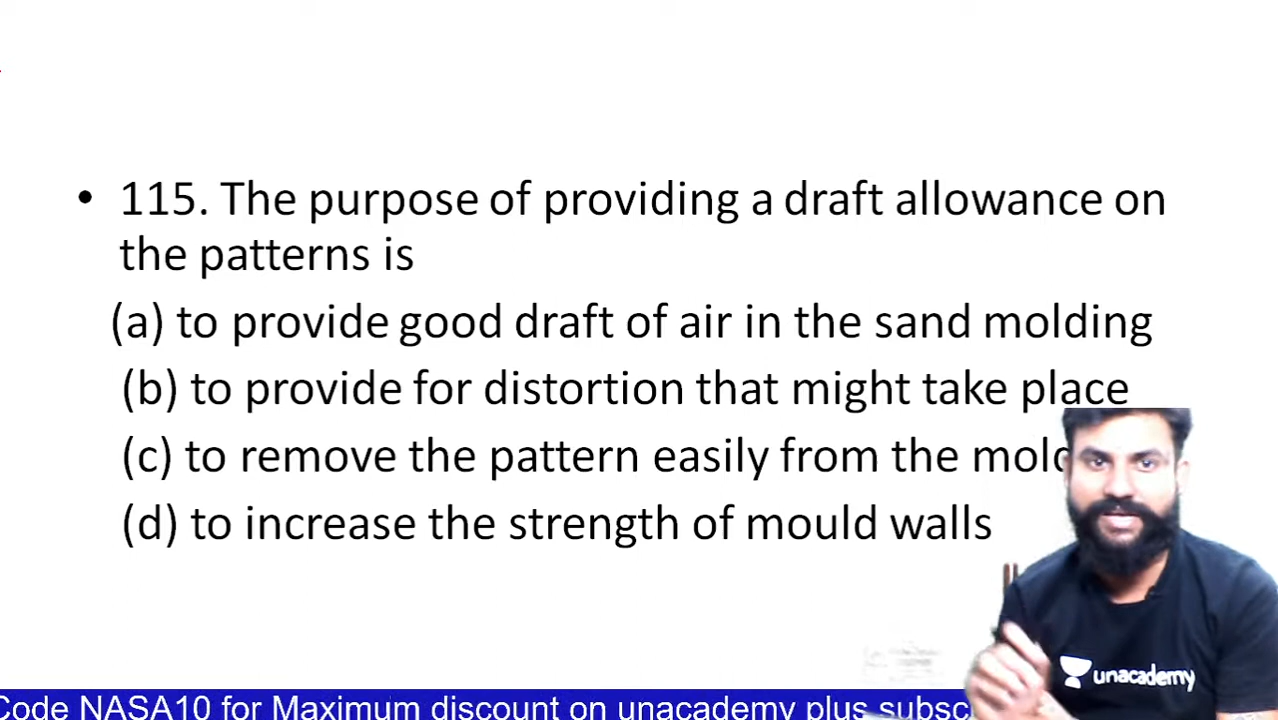 • 115. The purpose of providing a draft allowance on
the patterns is
(a) to provide good draft of air in the sand molding
(b) to provide for distortion that might take place
(c) to remove the pattern easily from the mold
(d) to increase the strength of mould walls
unacademy
Code NASA10 for Maximum discount on unacademy plus subsc